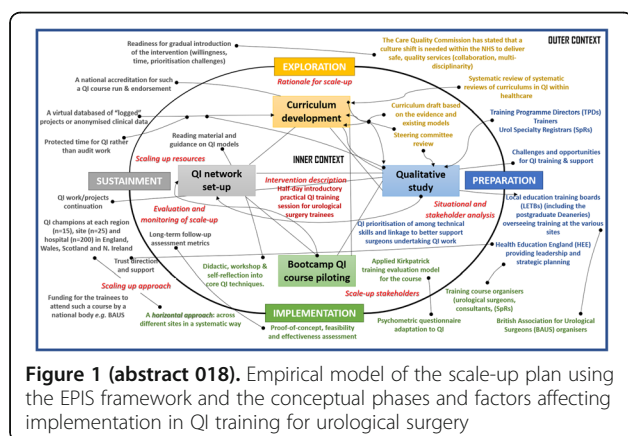 Readiness for gradual introduction
of the intervention (willingness,
time, prioritisation challenges)
The Care Quality Commission has stated that a
culture shift is needed within the NHS to deliver
safe, quality services (collaboration, multi-
disciplinarity)
OUTER CONTEXT
EXPLORATION
Rationale for scale-up
A national accreditation for such
a QI course run & endorsement
Systematic review of systematic
reviews of curriculums in QI within
healthcare
Curriculum
development
A virtual databased of "logged"
projects or anonymised clinical data
Curriculum draft based
on the evidence and
existing models
Training Programme Directors (TPDs)
Trainers
Urol Specialty Registrars (SpRs)
Protected time for QI rather
than audit work
Reading material and
guidance on QI models
Steering committee
review
Scaling up resources
INNER CONTEXT
Challenges and opportunities
for QI training & support
SUSTAINMENT
QI network
set-up
Intervention description
Half-day introductory
practical QI training
session for urological
surgery trainees
Qualitative
study
PREPARATION
QI work/projects
continuation
Evaluation and
monitoring of scale-up
Situational and
stakeholder analysis
Local education training boards
(LETBs) (including the
postgraduate Deaneries)
overseeing training at the various
sites
QI champions at each region
(n=15), site (n=25) and
hospital (n=200) in England,
Wales, Scotland and N. Ireland
Long-term follow-up
assessment metrics
QI prioritisation of among technical
skills and linkage to better support
surgeons undertaking QI work
Trust direction
and support
Bootcamp QI
course piloting
Health Education England (HEE)
providing leadership and
strategic planning
Scaling up approach
Didactic, workshop &
self-reflection into
core QI techniques.
Applied Kirkpatrick
training evaluation model for
the course
Scale-up stakeholders
Training course organisers
(urological surgeons,
consultants, (SpRs)
Funding for the trainees to
attend such a course by a
national body e.g. BAUS
A horizontal approach: across
different sites in a systematic way
IMPLEMENTATION
Proof-of-concept, feasibility
and effectiveness assessment
Psychometric questionnaire
adaptation to QI
British Association for Urological
Surgeons (BAUS) organisers
Figure 1 (abstract 018). Empirical model of the scale-up plan using
the EPIS framework and the conceptual phases and factors affecting
implementation in QI training for urological surgery